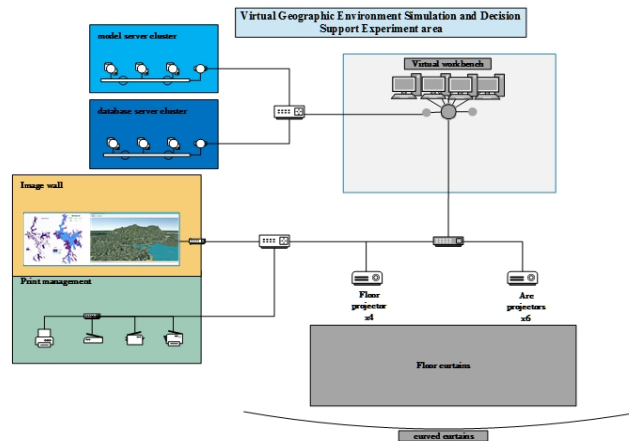 Virtual Geographic Environment Simulation and Decision
Support Experiment area
model server cluster
database server cluster
Virtual workbench
Image wall
Print management
Floor
projector
x4
Arc
projectors
x6
Floor curtains
curved curtains